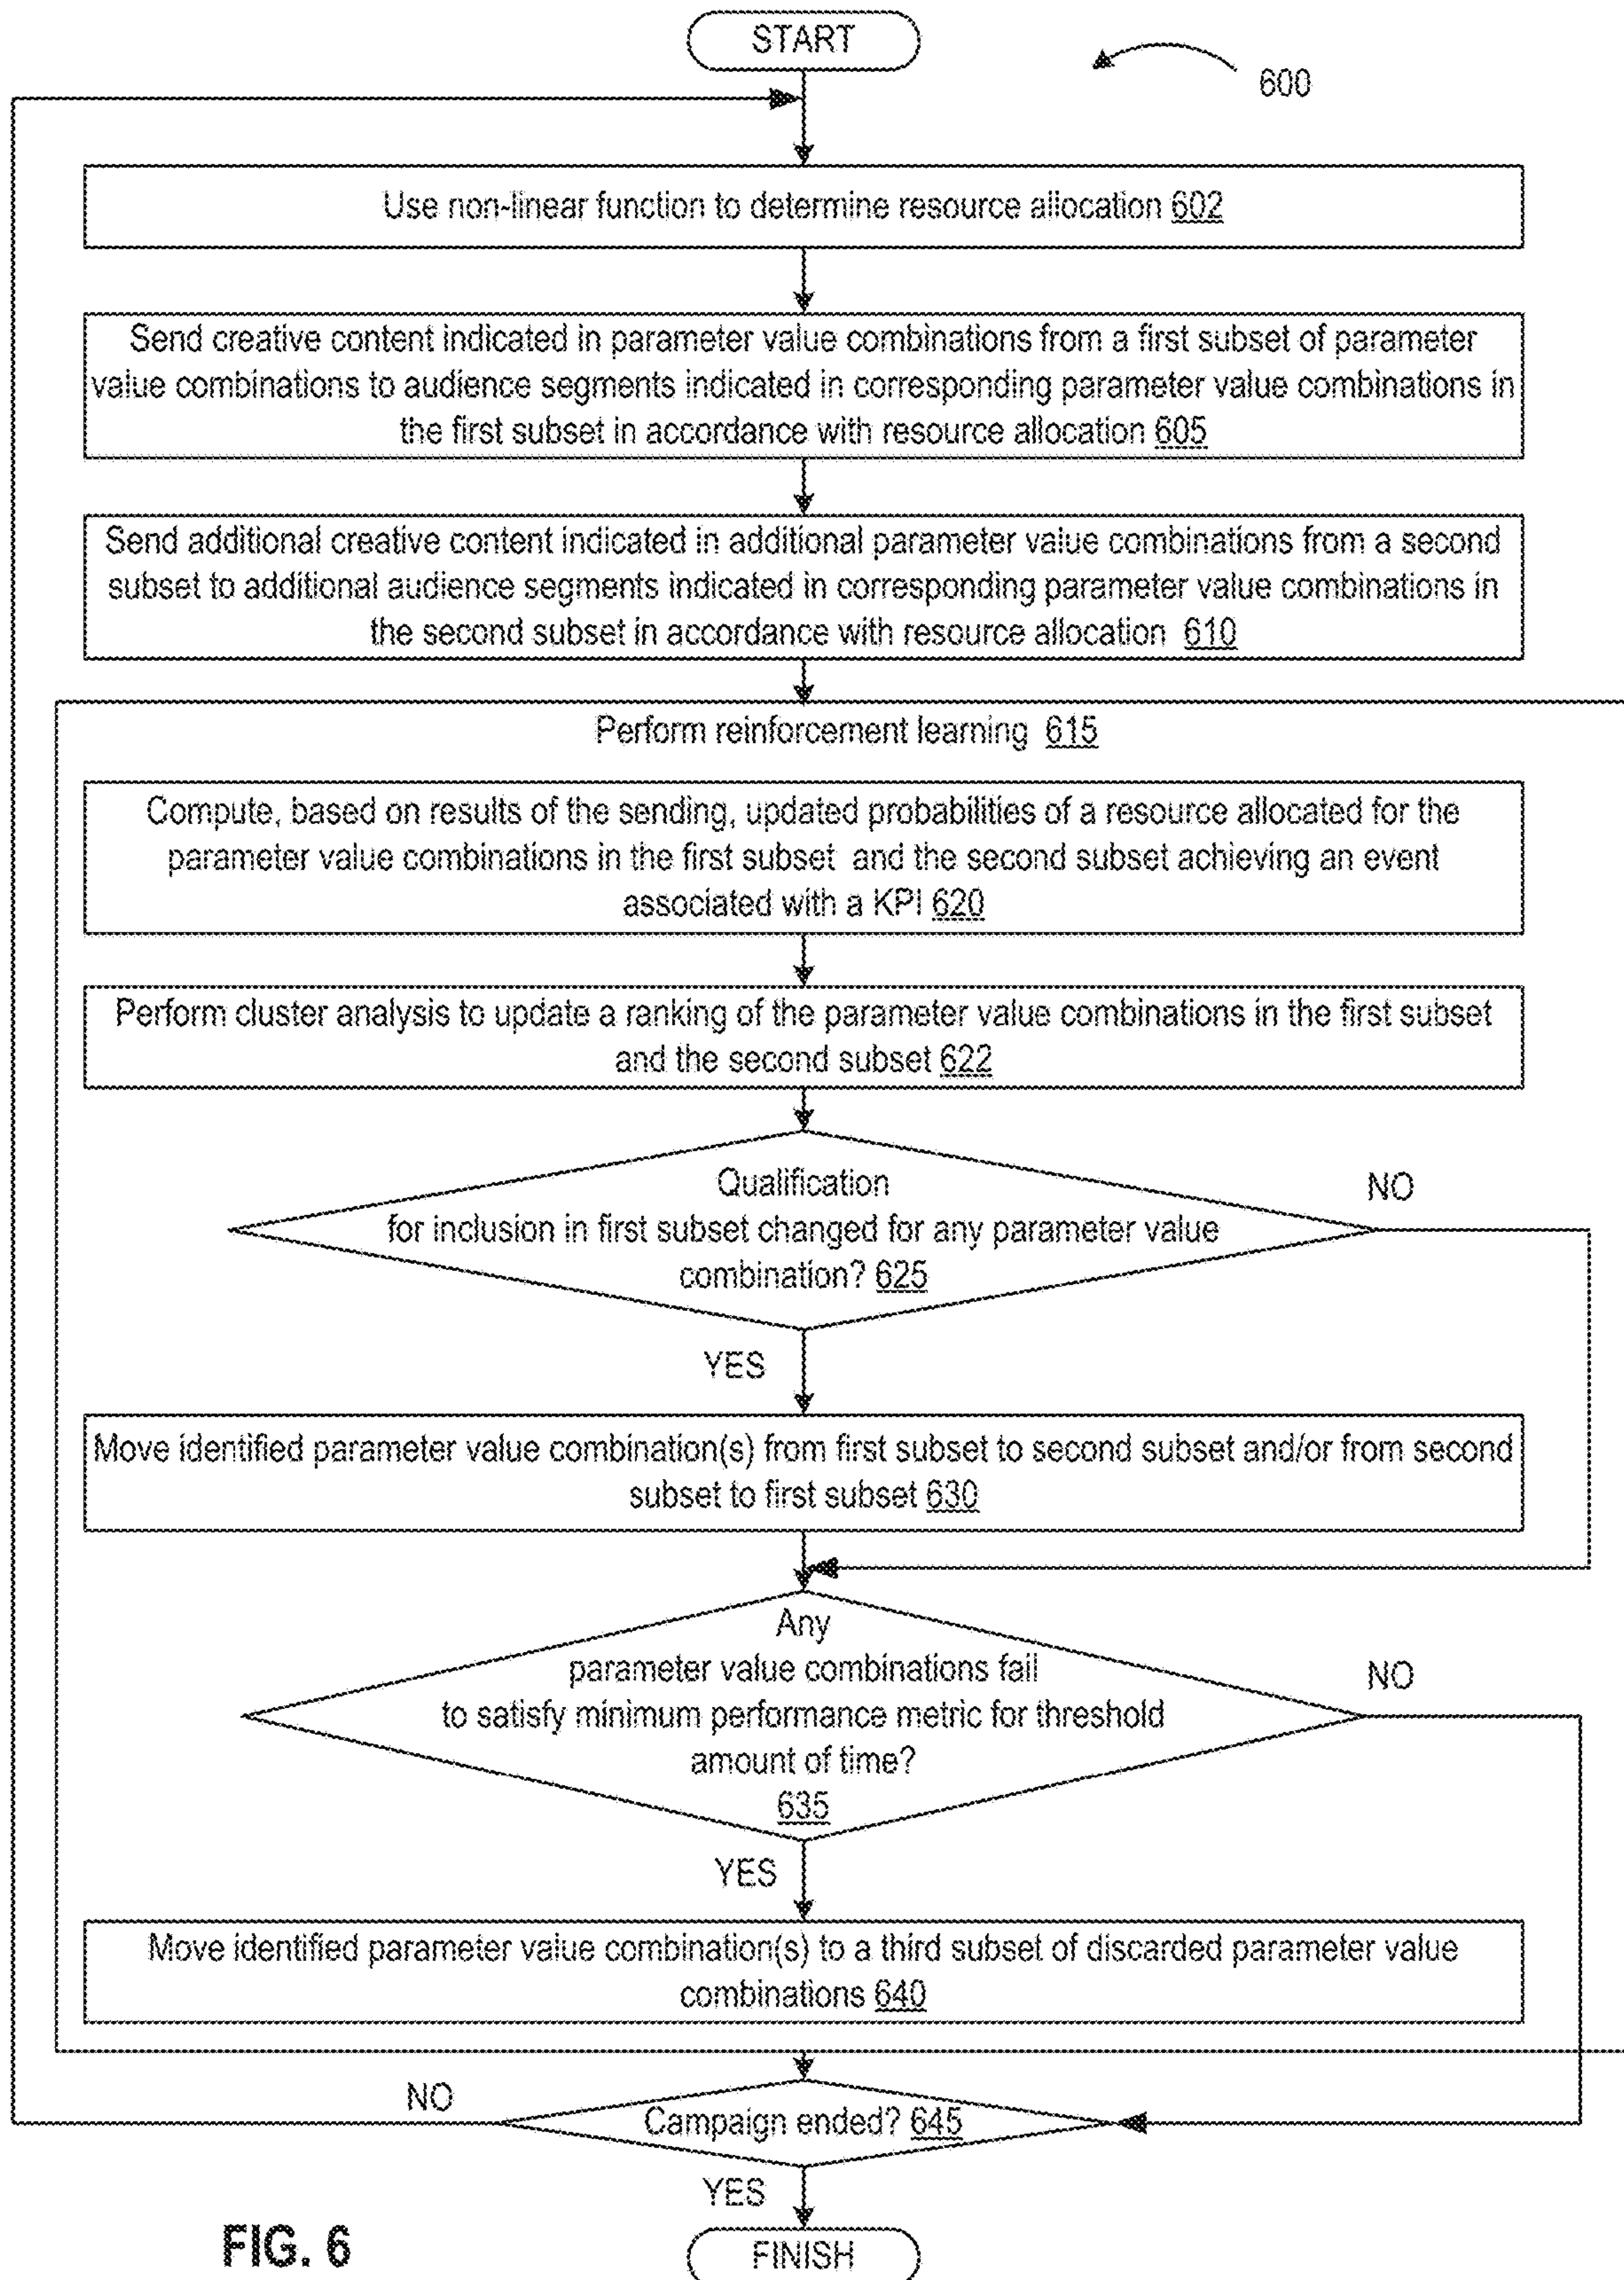 START
600
Use non-linear function to determine resource allocation 602
Send creative content indicated in parameter value combinations from a first subset of parameter
value combinations to audience segments indicated in corresponding parameter value combinations in
the first subset in accordance with resource allocation 605
Send additional creative content indicated in additional parameter value combinations from a second
subset to additional audience segments indicated in corresponding parameter value combinations in
the second subset in accordance with resource allocation 610
Perform reinforcement learning 615
Compute, based on results of the sending, updated probabilities of a resource allocated for the
parameter value combinations in the first subset and the second subset achieving an event
associated with a KPI 620
Perform cluster analysis to update a ranking of the parameter value combinations in the first subset
and the second subset 622
Qualification
for inclusion in first subset changed for any parameter value
combination? 625
NO
YES
Move identified parameter value combination(s) from first subset to second subset and/or from second
subset to first subset 630
Any
parameter value combinations fail
to satisfy minimum performance metric for threshold
amount of time?
635
NO
YES
Move identified parameter value combination(s) to a third subset of discarded parameter value
combinations 640
NO
Campaign ended? 645
YES
FINISH
FIG. 6